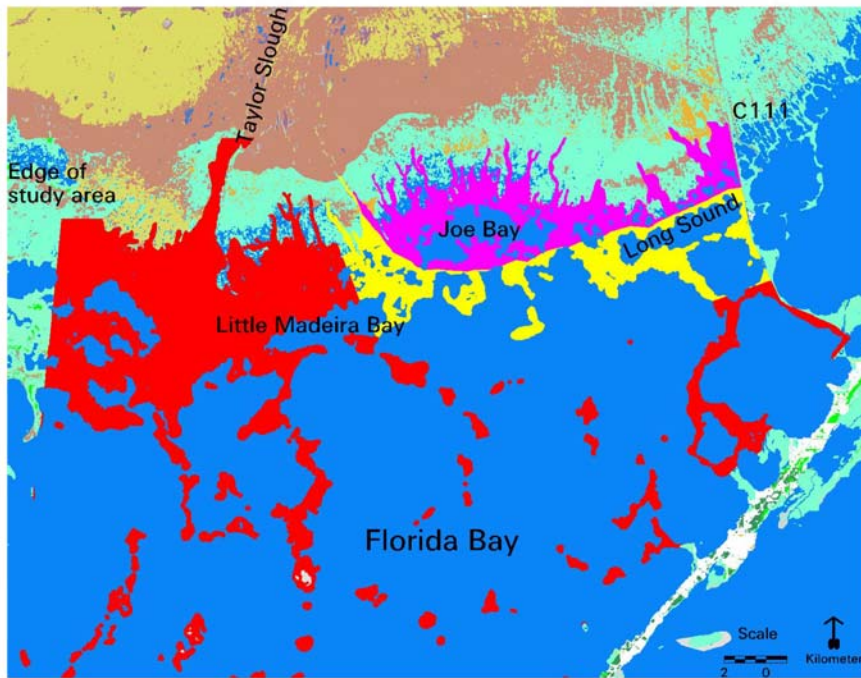 Taylor Slough
C111
Edge of
study area
Joe Bay
Long Sound
Little Madeira Bay
Florida Bay
Scale
Kilometer
2 0